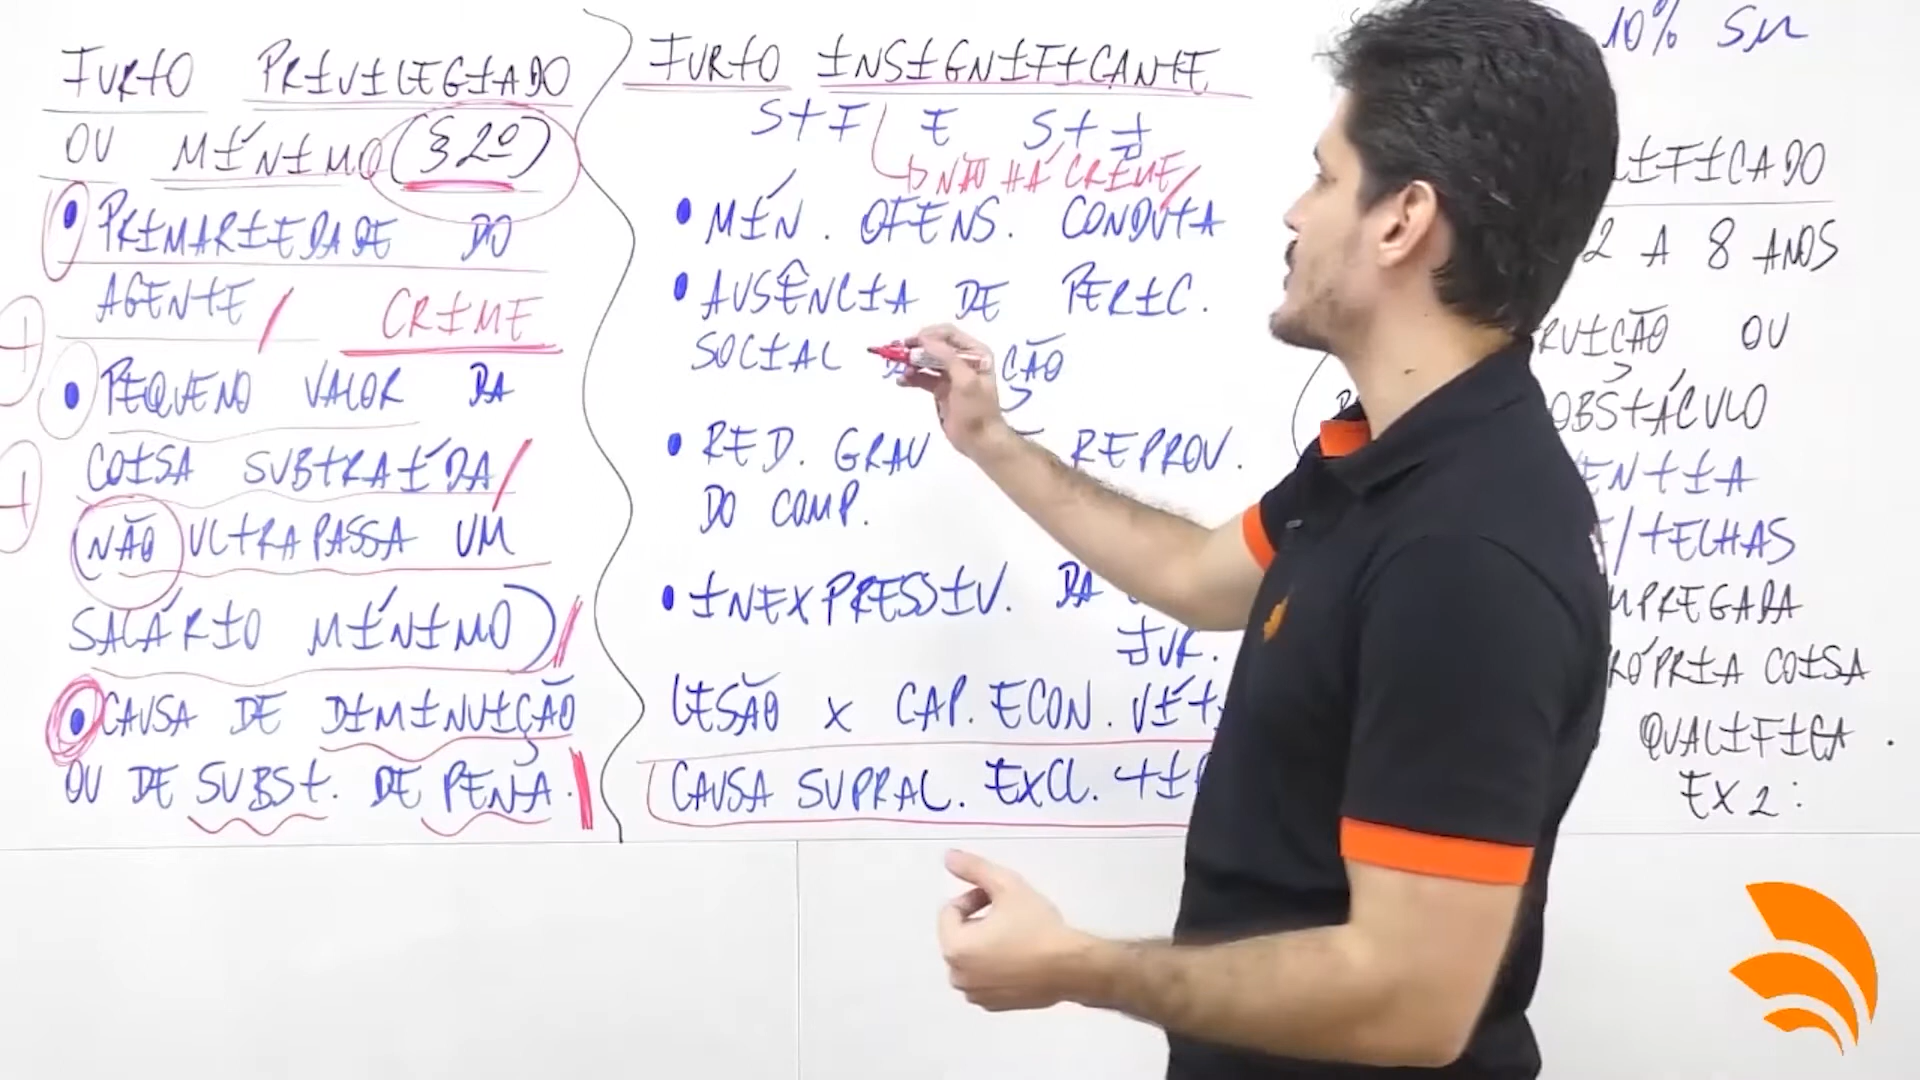 FURTO PRIVILEGIADO
OU MÍNIMO (§ 2º)
• PRIMARIEDADE DO
AGENTE / CRIME
• PEQUENO VALOR DA
COISA SUBTRAÍDA /
(NÃO ULTRAPASSA UM
SALÁRIO MÍNIMO)
• CAUSA DE DIMINUIÇÃO
OU DE SUBST. DE PENA.
FURTO INSIGNIFICANTE
STF E STJ
NÃO HÁ CRIME
• MÍN. OFENS. CONDUTA
• AUSÊNCIA DE PERIC.
SOCIAL
• RED. GRAU REPROV.
DO COMP.
• INEXPRESSIV. DA
JUR.
LESÃO X CAP. ECON.
CAUSA SUPRAL. EXCL.
10% SM
2 A 8 ANOS
OU
OBSTÁCULO
/ TELHAS
COISA
QUALIFICA.
EX 2: